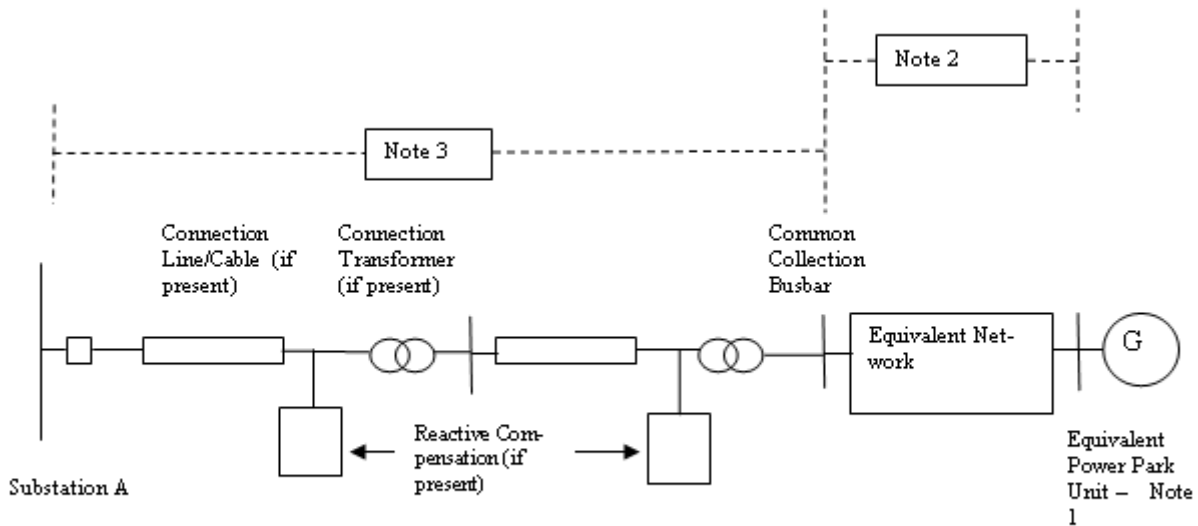 Note 2
Note 3
Connection
Line/Cable (if
present)
Connection
Transformer
(if present)
Common
Collection
Busbar
Equivalent Net-
work
G
Reactive Com-
pensation (if
present)
Substation A
Equivalent
Power Park
Unit – Note
1